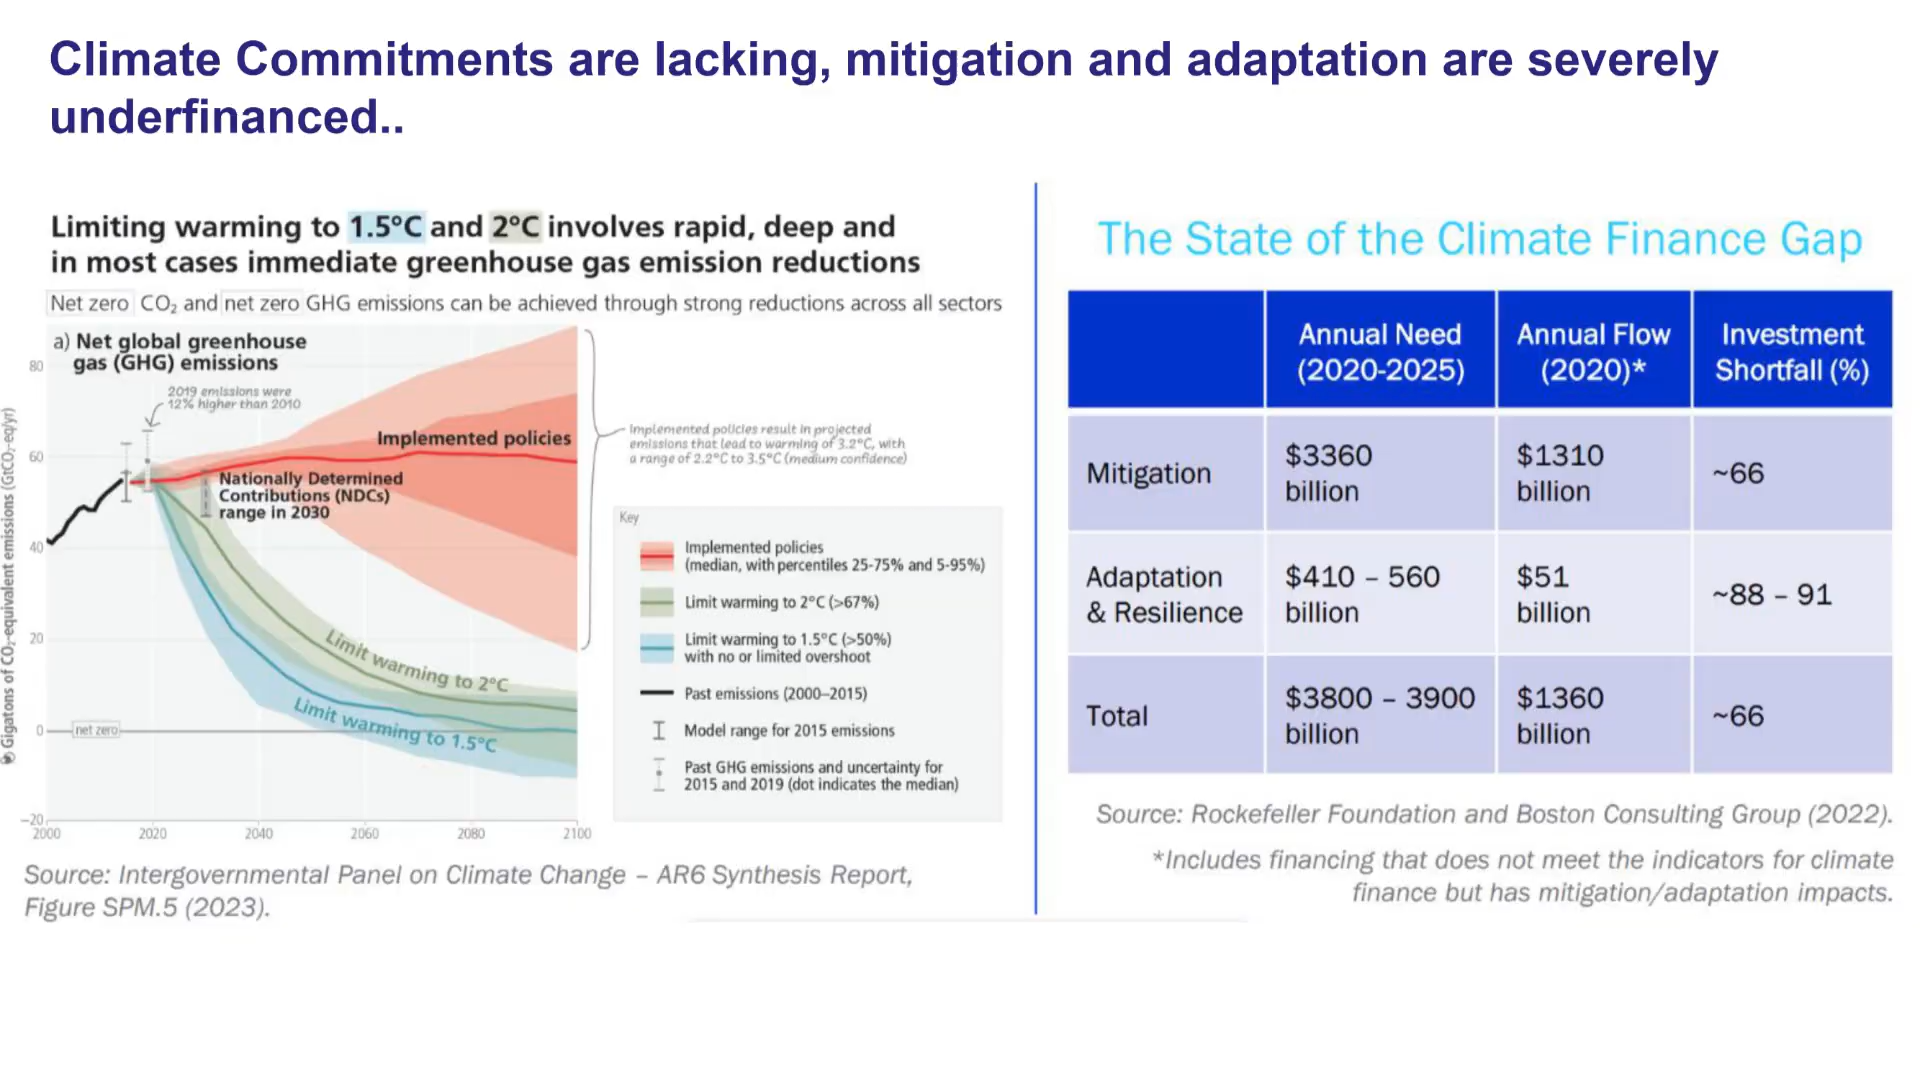 Climate Commitments are lacking, mitigation and adaptation are severely
underfinanced..
Limiting warming to 1.5°C and 2°C involves rapid, deep and
in most cases immediate greenhouse gas emission reductions
Net zero CO₂ and net zero GHG emissions can be achieved through strong reductions across all sectors
a) Net global greenhouse
gas (GHG) emissions
2019 emissions were
12% higher than 2010
Gigatons of CO₂-equivalent emissions (GtCO₂-eq/yr)
80
60
40
20
0
−20
2000
2020
2040
2060
2080
2100
Implemented policies
Nationally Determined
Contributions (NDCs)
range in 2030
Limit warming to 2°C
Limit warming to 1.5°C
net zero
Implemented policies result in projected
emissions that lead to warming of 3.2°C, with
a range of 2.2°C to 3.5°C (medium confidence)
Key
Implemented policies
(median, with percentiles 25-75% and 5-95%)
Limit warming to 2°C (>67%)
Limit warming to 1.5°C (>50%)
with no or limited overshoot
Past emissions (2000–2015)
Model range for 2015 emissions
Past GHG emissions and uncertainty for
2015 and 2019 (dot indicates the median)
Source: Intergovernmental Panel on Climate Change – AR6 Synthesis Report,
Figure SPM.5 (2023).
The State of the Climate Finance Gap
Annual Need
(2020-2025)
Annual Flow
(2020)*
Investment
Shortfall (%)
Mitigation
$3360
billion
$1310
billion
~66
Adaptation
& Resilience
$410 – 560
billion
$51
billion
~88 – 91
Total
$3800 – 3900
billion
$1360
billion
~66
Source: Rockefeller Foundation and Boston Consulting Group (2022).
*Includes financing that does not meet the indicators for climate
finance but has mitigation/adaptation impacts.